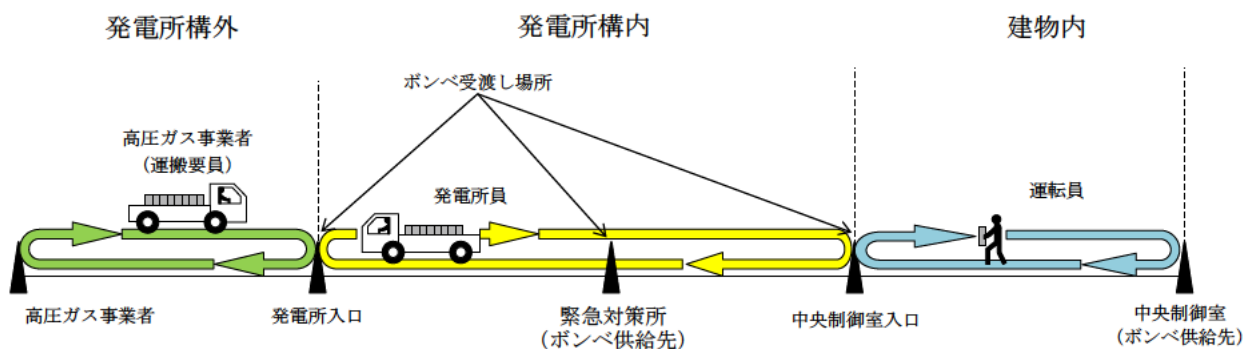 発電所構外
発電所構内
建物内
ボンベ受渡し場所
高圧ガス事業者
（運搬要員）
発電所員
運転員
高圧ガス事業者
発電所入口
緊急対策所
（ボンベ供給先）
中央制御室入口
中央制御室
（ボンベ供給先）